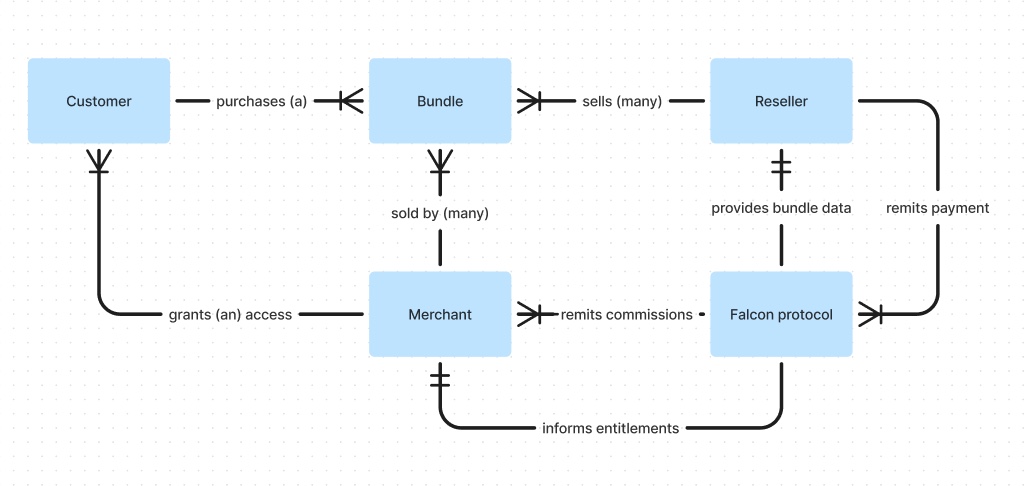 Customer
purchases (a)
Bundle
sells (many)
Reseller
sold by (many)
provides bundle data
remits payment
grants (an) access
Merchant
remits commissions
Falcon protocol
informs entitlements